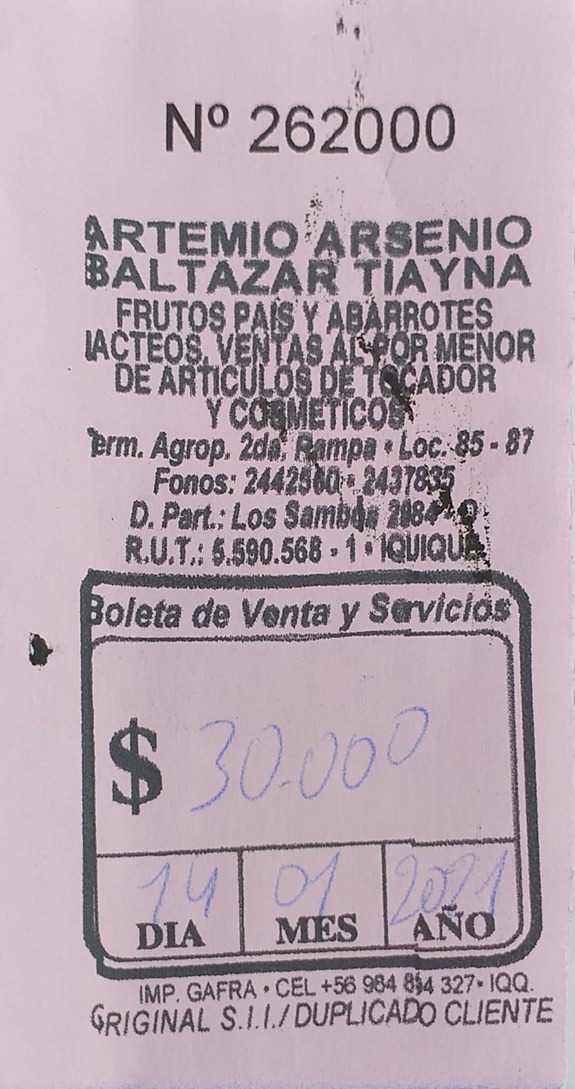 Nº 262000
ARTEMIO ARSENIO
BALTAZAR TIAYNA
FRUTOS PAIS Y ABARROTES
LACTEOS, VENTAS AL POR MENOR
DE ARTICULOS DE TOCADOR
Y COSMETICOS
Term. Agrop. 2da. Rampa • Loc. 85 - 87
Fonos: 2442560 • 2437835
D. Part.: Los Sambos 2984
R.U.T.: 5.590.568 - 1 • IQUIQUE
Boleta de Venta y Servicios
$ 30.000
14 01 2021
DIA MES AÑO
IMP. GAFRA • CEL +56 984 814 327 • IQQ.
ORIGINAL S.I.I./ DUPLICADO CLIENTE